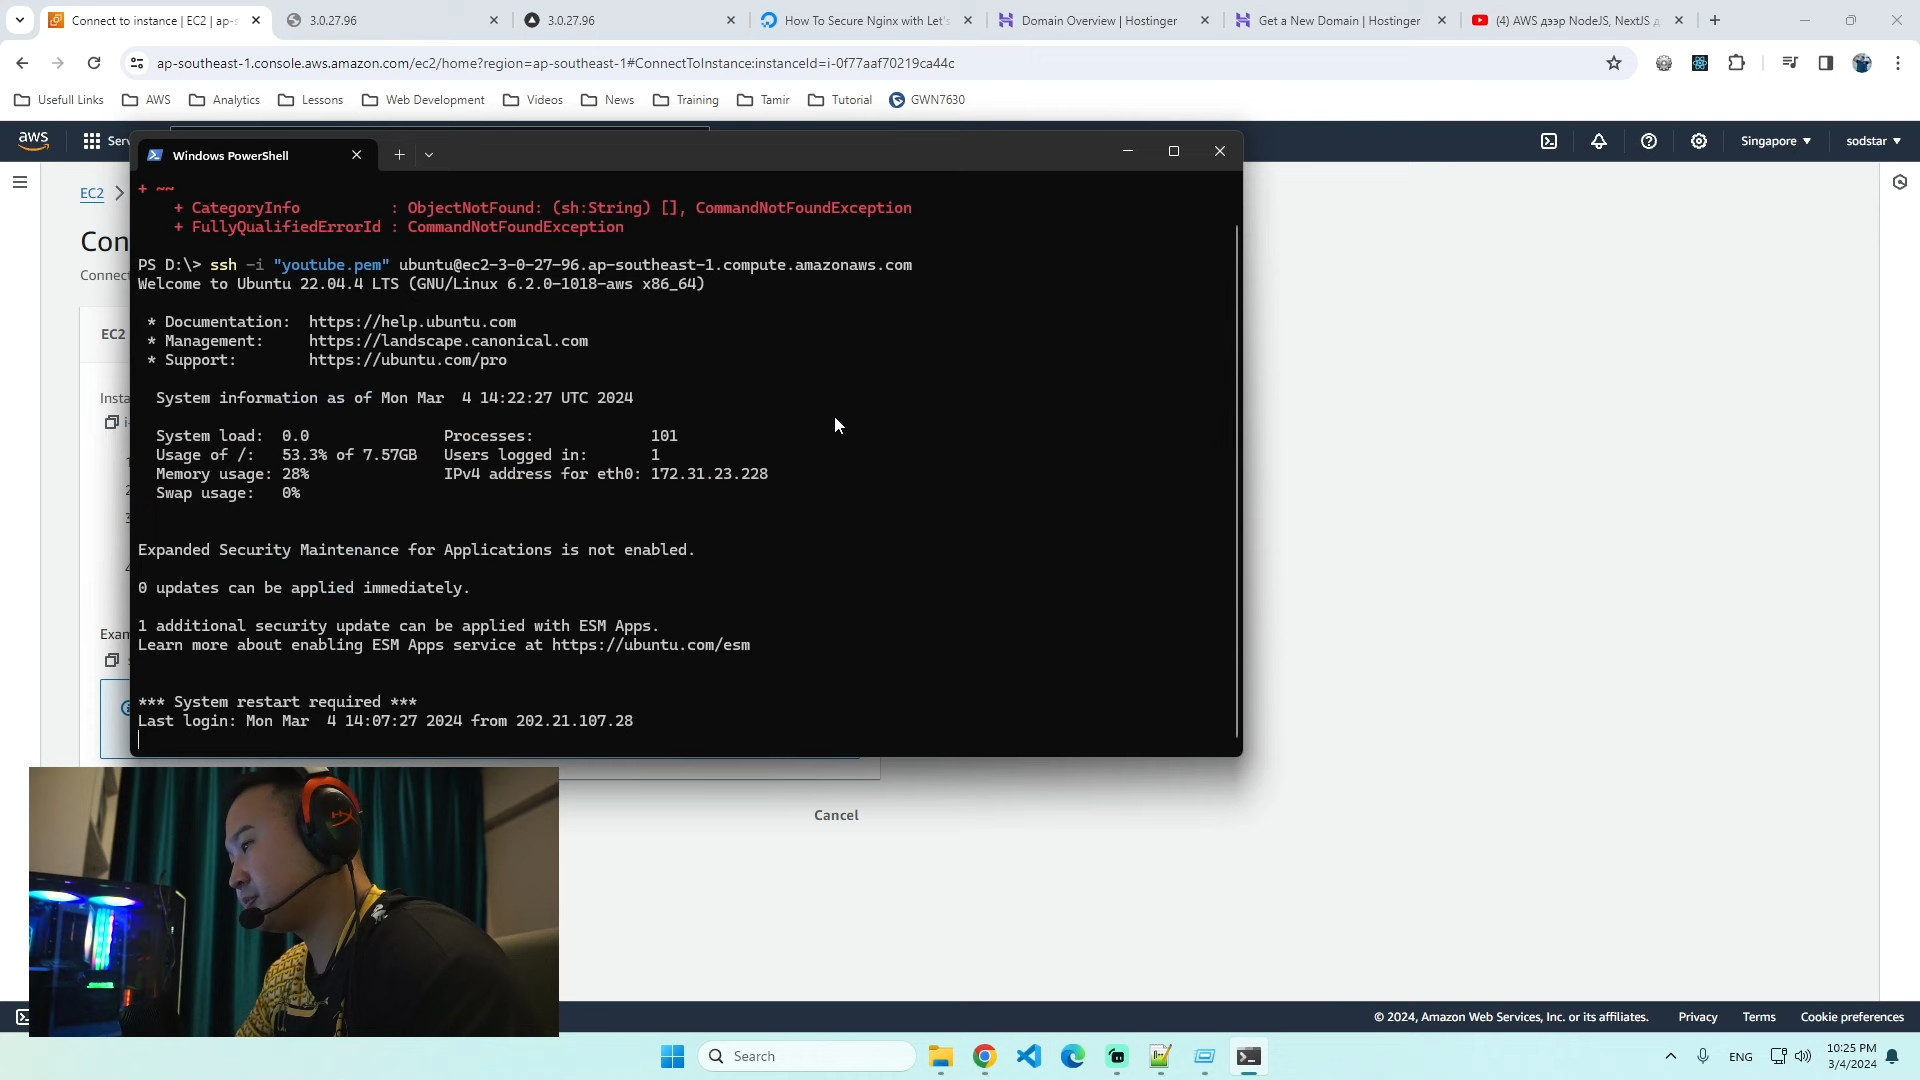 Connect to instance | EC2 | ap-s
3.0.27.96
3.0.27.96
How To Secure Nginx with Let's
Domain Overview | Hostinger
Get a New Domain | Hostinger
(4) AWS дээр NodeJS, NextJS д
ap-southeast-1.console.aws.amazon.com/ec2/home?region=ap-southeast-1#ConnectToInstance:instanceId=i-0f77aaf70219ca44c
Usefull Links
AWS
Analytics
Lessons
Web Development
Videos
News
Training
Tamir
Tutorial
GWN7630
aws
Serv
Singapore
sodstar
Windows PowerShell
EC2
Con
Connect
EC2
Insta
Exam
+ ~~
+ CategoryInfo : ObjectNotFound: (sh:String) [], CommandNotFoundException
+ FullyQualifiedErrorId : CommandNotFoundException
PS D:\> ssh -i "youtube.pem" ubuntu@ec2-3-0-27-96.ap-southeast-1.compute.amazonaws.com
Welcome to Ubuntu 22.04.4 LTS (GNU/Linux 6.2.0-1018-aws x86_64)
* Documentation: https://help.ubuntu.com
* Management: https://landscape.canonical.com
* Support: https://ubuntu.com/pro
System information as of Mon Mar 4 14:22:27 UTC 2024
System load: 0.0 Processes: 101
Usage of /: 53.3% of 7.57GB Users logged in: 1
Memory usage: 28% IPv4 address for eth0: 172.31.23.228
Swap usage: 0%
Expanded Security Maintenance for Applications is not enabled.
0 updates can be applied immediately.
1 additional security update can be applied with ESM Apps.
Learn more about enabling ESM Apps service at https://ubuntu.com/esm
*** System restart required ***
Last login: Mon Mar 4 14:07:27 2024 from 202.21.107.28
Cancel
© 2024, Amazon Web Services, Inc. or its affiliates.
Privacy
Terms
Cookie preferences
Search
ENG
10:25 PM
3/4/2024